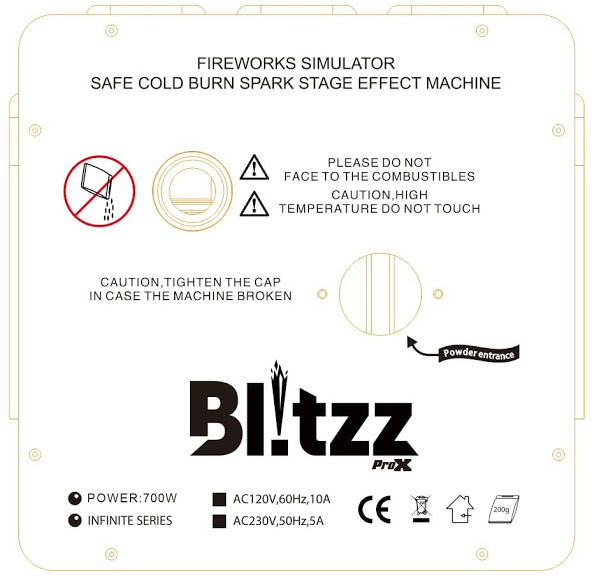 FIREWORKS SIMULATOR
SAFE COLD BURN SPARK STAGE EFFECT MACHINE
PLEASE DO NOT
FACE TO THE COMBUSTIBLES
CAUTION,HIGH
TEMPERATURE DO NOT TOUCH
CAUTION,TIGHTEN THE CAP
IN CASE THE MACHINE BROKEN
Powder entrance
Bl!tzz
ProX
POWER:700W
INFINITE SERIES
AC120V,60Hz,10A
AC230V,50Hz,5A
CE
200g